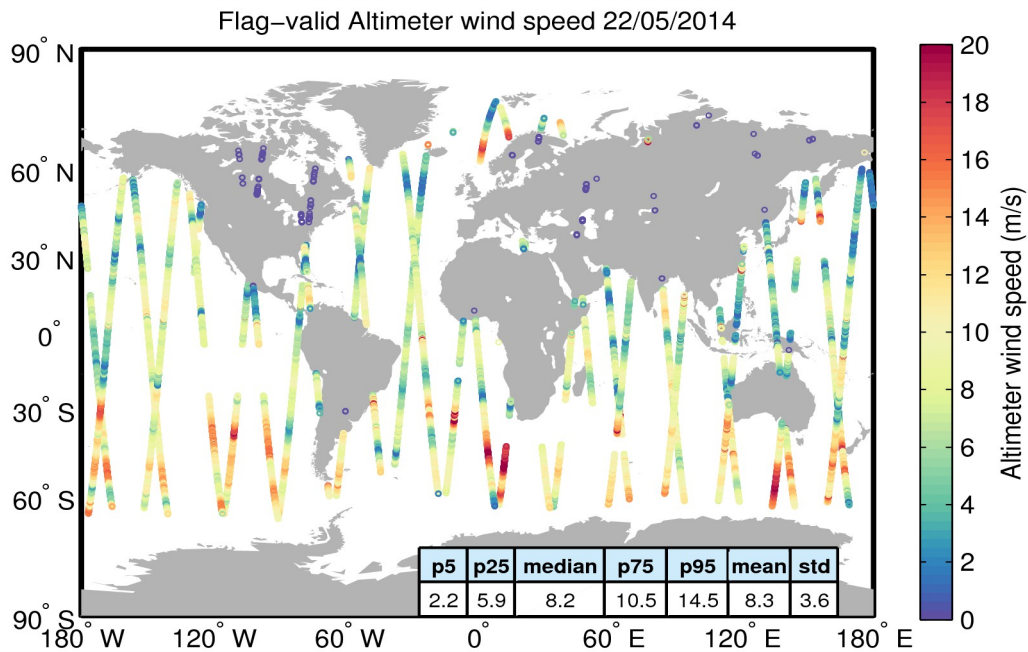 Flag−valid Altimeter wind speed 22/05/2014
90° N
60° N
30° N
0°
30° S
60° S
90° S
180° W
120° W
60° W
0°
60° E
120° E
180° E
p5 p25 median p75 p95 mean std
2.2 5.9 8.2 10.5 14.5 8.3 3.6
20
18
16
14
12
10
8
6
4
2
0
Altimeter wind speed (m/s)